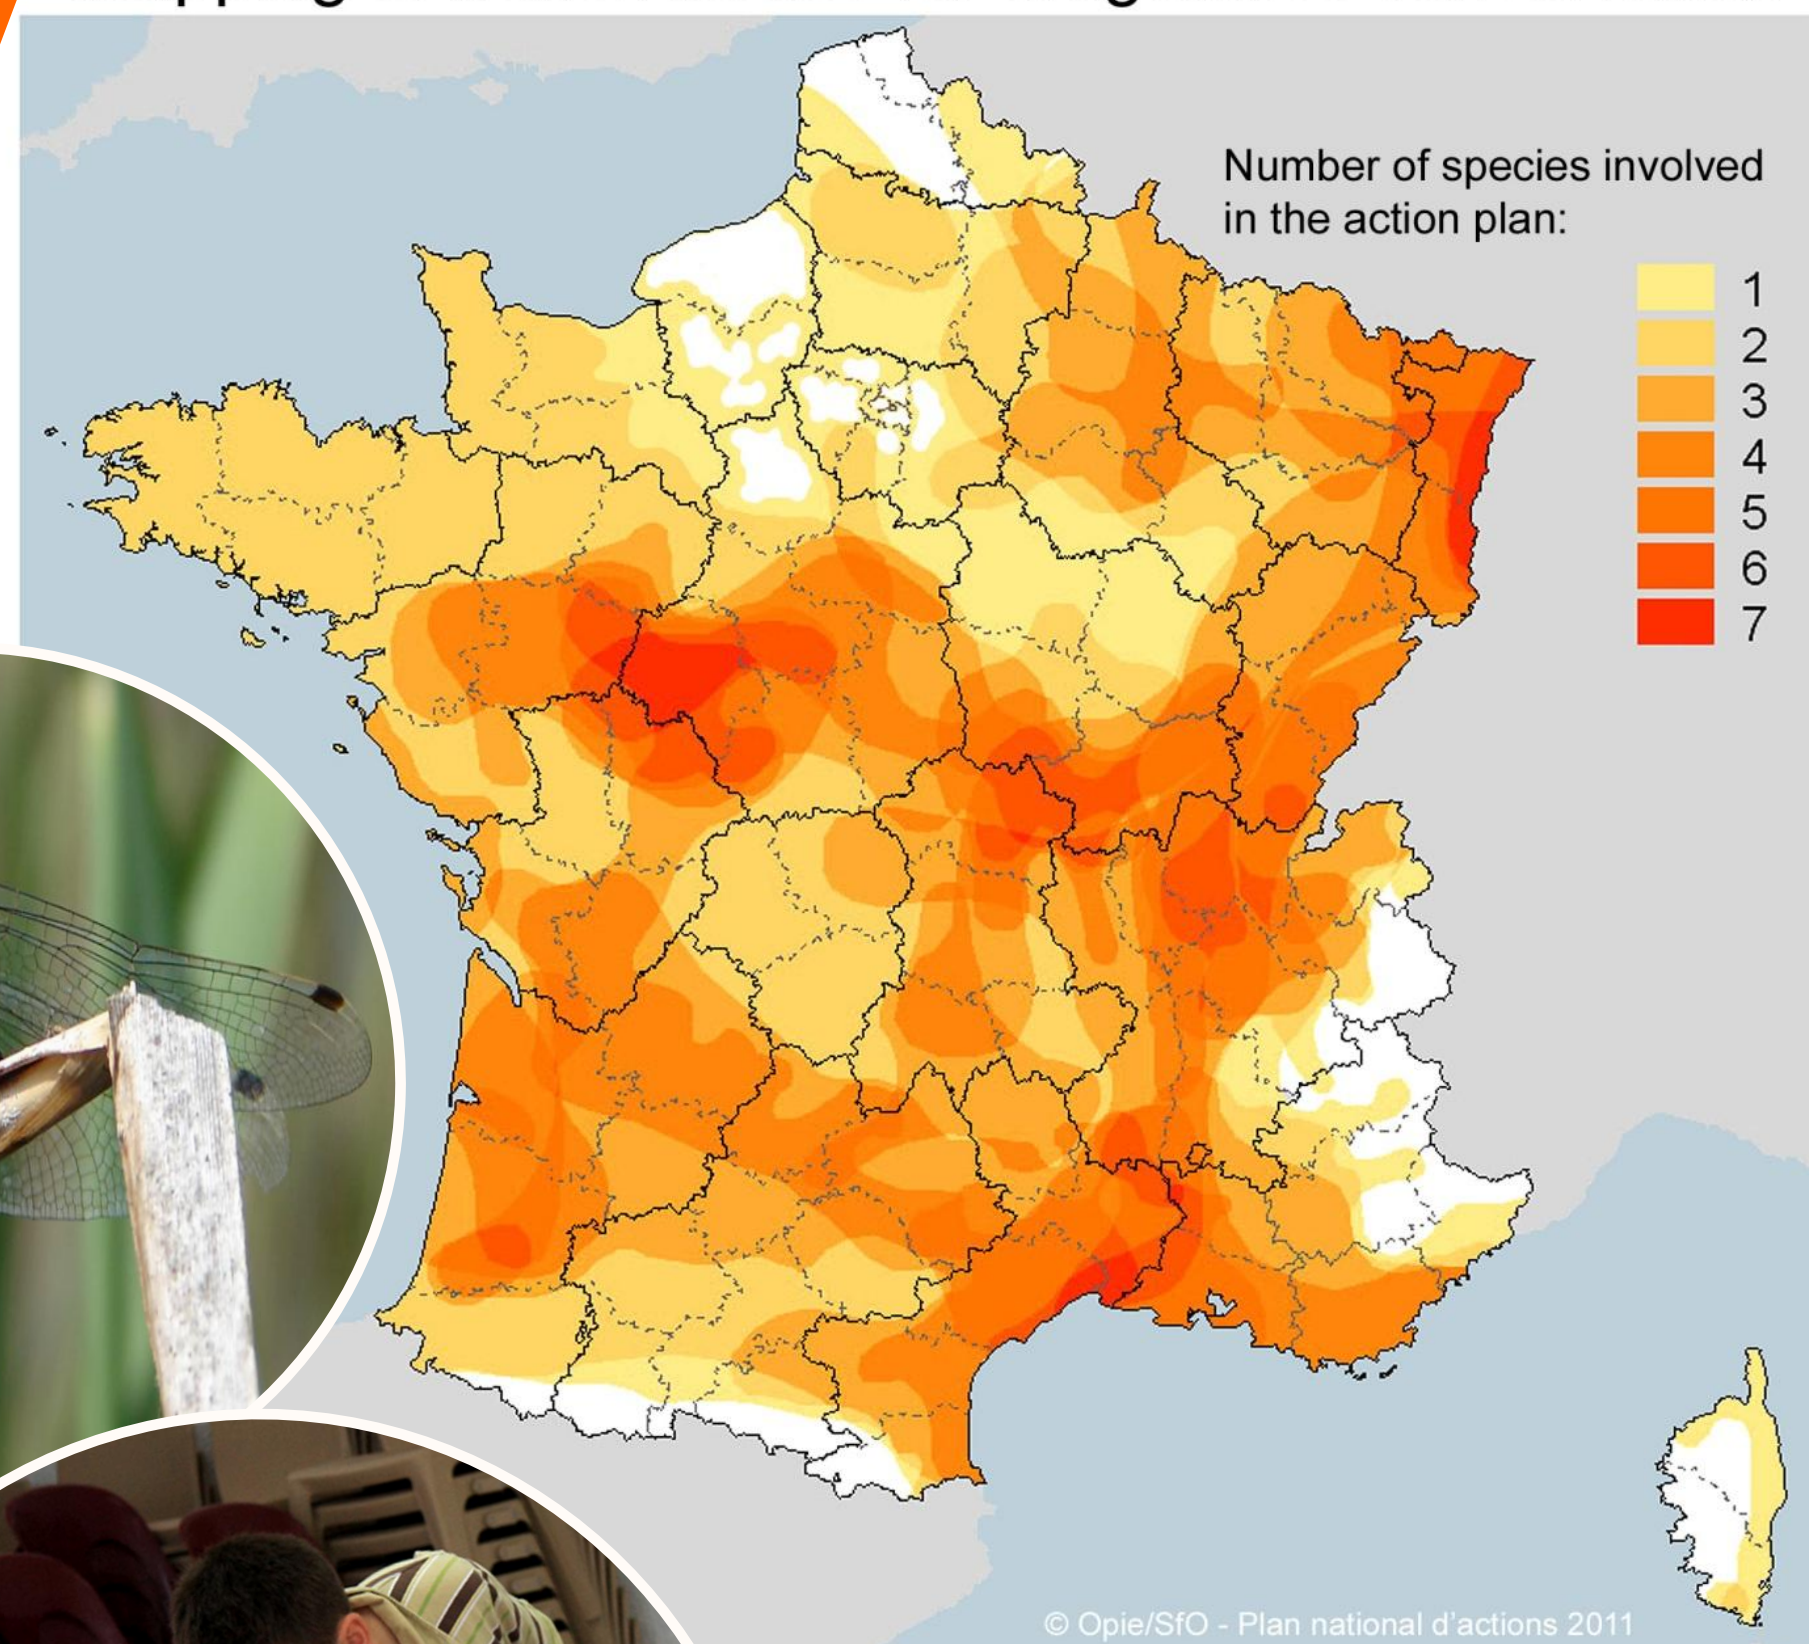 Number of species involved
in the action plan:
1
2
3
4
5
6
7
© Opie/SfO - Plan national d'actions 2011